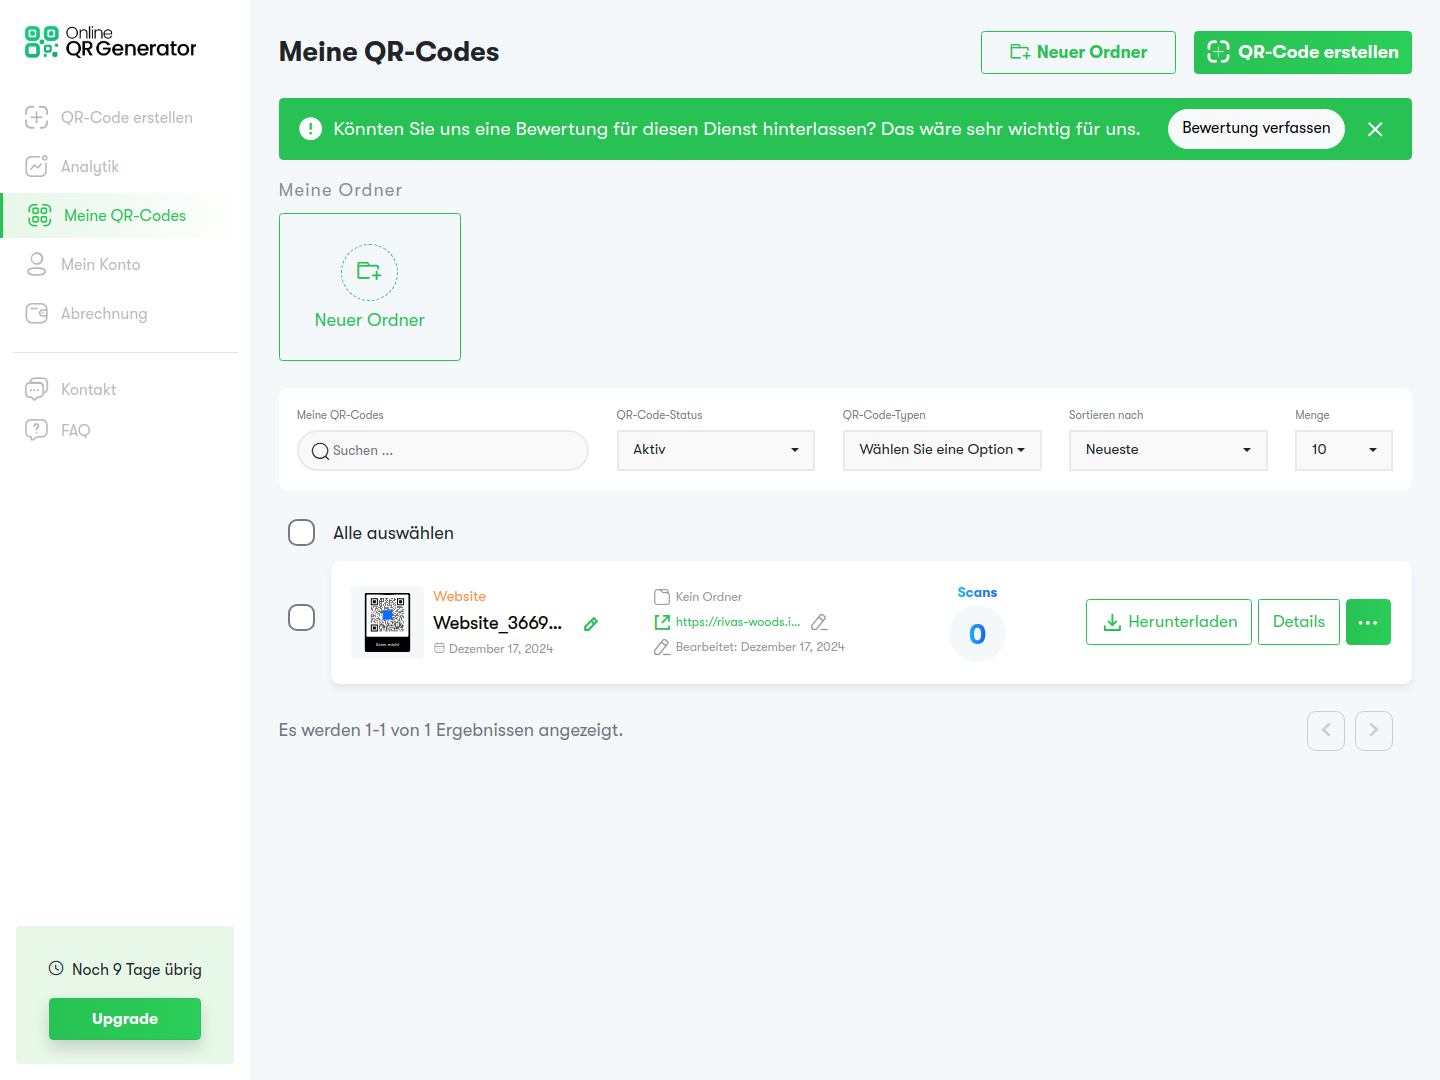 Online
QR Generator
QR-Code erstellen
Analytik
Meine QR-Codes
Mein Konto
Abrechnung
Kontakt
FAQ
Noch 9 Tage übrig
Upgrade
Meine QR-Codes
Neuer Ordner
QR-Code erstellen
Könnten Sie uns eine Bewertung für diesen Dienst hinterlassen? Das wäre sehr wichtig für uns.
Bewertung verfassen
Meine Ordner
Neuer Ordner
Meine QR-Codes
Suchen ...
QR-Code-Status
Aktiv
QR-Code-Typen
Wählen Sie eine Option
Sortieren nach
Neueste
Menge
10
Alle auswählen
Website
Website_3669...
Dezember 17, 2024
Kein Ordner
https://rivas-woods.i...
Bearbeitet: Dezember 17, 2024
Scans
0
Herunterladen
Details
...
Es werden 1-1 von 1 Ergebnissen angezeigt.